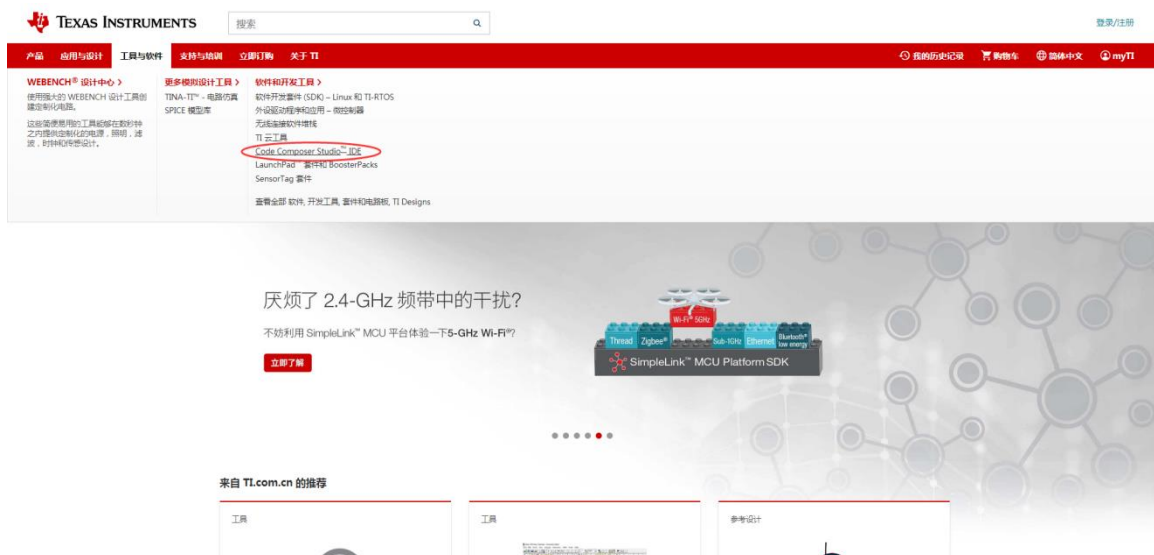 TEXAS INSTRUMENTS
搜索
登录/注册
产品 应用与设计 工具与软件 支持与培训 立即订购 关于 TI
我的历史记录 购物车 简体中文 myTI
WEBENCH® 设计中心 >
使用强大的 WEBENCH 设计工具创
建定制化电路。
这些简便易用的工具能够在数秒钟
之内提供定制化的电源，照明，滤
波，时钟和传感设计。
更多模拟设计工具 >
TINA-TI™ - 电路仿真
SPICE 模型库
软件和开发工具 >
软件开发套件 (SDK) – Linux 和 TI-RTOS
外设驱动程序和应用 – 微控制器
无线连接软件堆栈
TI 云工具
Code Composer Studio™ IDE
LaunchPad™ 套件和 BoosterPacks
SensorTag 套件
查看全部 软件, 开发工具, 套件和电路板, TI Designs
厌烦了 2.4-GHz 频带中的干扰?
不妨利用 SimpleLink™ MCU 平台体验一下5-GHz Wi-Fi®?
立即了解
Wi-Fi® 5GHz
Thread Zigbee® Sub-1GHz Ethernet Bluetooth® low energy
SimpleLink™ MCU Platform SDK
来自 TI.com.cn 的推荐
工具
工具
参考设计